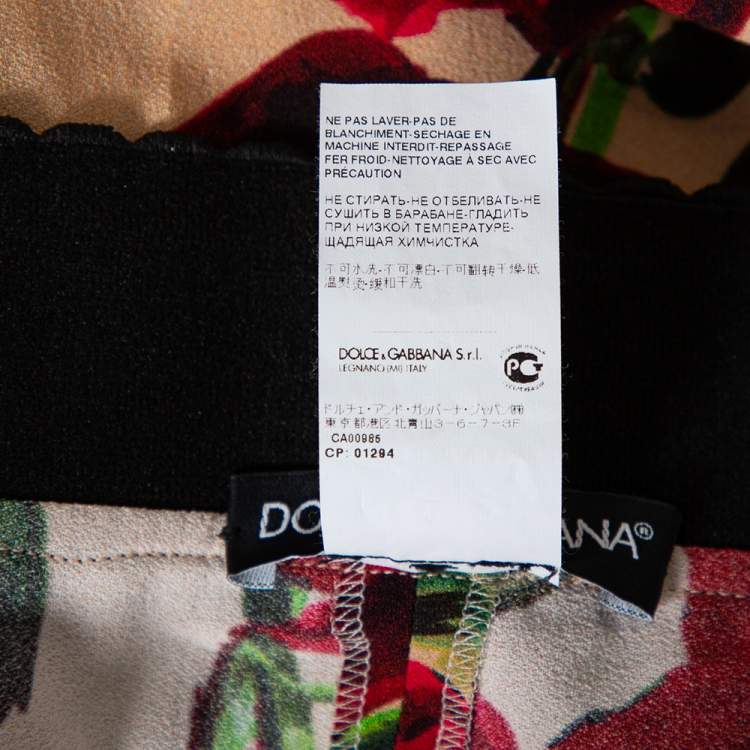 NE PAS LAVER-PAS DE
BLANCHIMENT-SÉCHAGE EN
MACHINE INTERDIT-REPASSAGE
FER FROID-NETTOYAGE À SEC AVEC
PRÉCAUTION
НЕ СТИРАТЬ-НЕ ОТБЕЛИВАТЬ-НЕ
СУШИТЬ В БАРАБАНЕ-ГЛАДИТЬ
ПРИ НИЗКОЙ ТЕМПЕРАТУРЕ-
ЩАДЯЩАЯ ХИМЧИСТКА
不可水洗-不可漂白-不可翻转干燥-低
温熨烫-缓和干洗
DOLCE & GABBANA S.r.l.
LEGNANO (MI) ITALY
РСТ
ドルチェ・アンド・ガッバーナ・ジャパン㈱
東京都港区北青山3-6-7-3F
CA00985
CP: 01294
DO ANA®